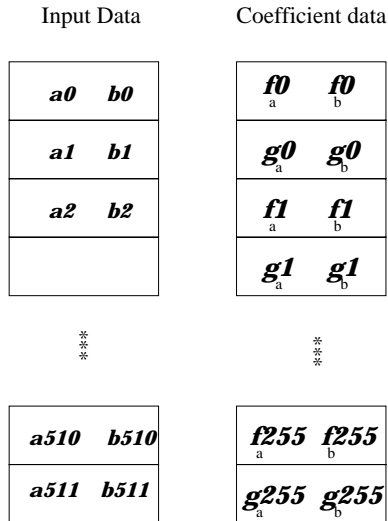 Input Data
a0 b0
a1 b1
a2 b2
***
a510 b510
a511 b511
Coefficient data
f0 f0
a b
g0 g0
a b
f1 f1
a b
g1 g1
a b
***
f255 f255
a b
g255 g255
a b